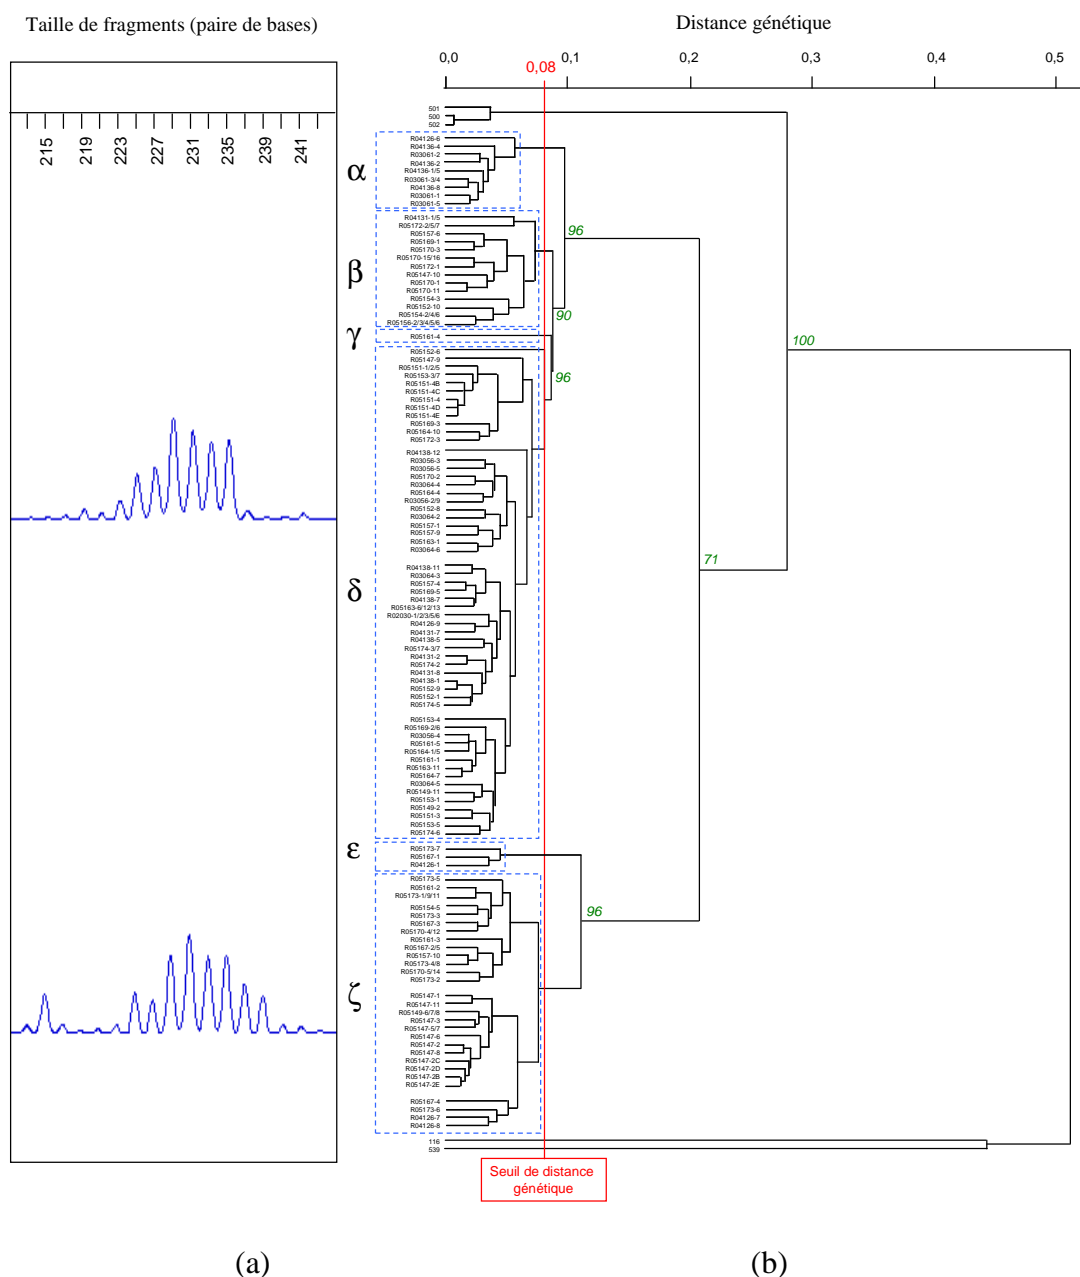 Taille de fragments (paire de bases)
Distance génétique
0,0
0,08
0,1
0,2
0,3
0,4
0,5
215
219
223
227
231
235
239
241
501
500
502
α
R04126-6
R04136-4
R03061-2
R04136-2
R04136-1/5
R03061-3/4
R04136-8
R03061-1
R03061-5
β
R04131-1/5
R05172-2/5/7
R05157-6
R05169-1
R05170-3
R05170-15/16
R05172-1
R05147-10
R05170-1
R05170-11
R05154-3
R05152-10
R05154-2/4/6
R05156-2/3/4/5/6
γ
R05161-4
δ
R05152-6
R05147-9
R05151-1/2/5
R05153-3/7
R05151-4B
R05151-4C
R05151-4
R05151-4D
R05151-4E
R05169-3
R05164-10
R05172-3
R04138-12
R03056-3
R03056-5
R05170-2
R03064-4
R05164-4
R03056-2/9
R05152-8
R03064-2
R05157-1
R05157-9
R05163-1
R03064-6
R04138-11
R03064-3
R05157-4
R05169-5
R04138-7
R05163-6/12/13
R02030-1/2/3/5/6
R04126-9
R04131-7
R04138-5
R05174-3/7
R04131-2
R05174-2
R04131-8
R04138-1
R05152-9
R05152-1
R05174-5
R05153-4
R05169-2/6
R03056-4
R05161-5
R05164-1/5
R05161-1
R05163-11
R05164-7
R03064-5
R05149-11
R05153-1
R05149-2
R05151-3
R05153-5
R05174-6
ε
R05173-7
R05167-1
R04126-1
ζ
R05173-5
R05161-2
R05173-1/9/11
R05154-5
R05173-3
R05167-3
R05170-4/12
R05161-3
R05167-2/5
R05157-10
R05173-4/8
R05170-5/14
R05173-2
R05147-1
R05147-11
R05149-6/7/8
R05147-3
R05147-5/7
R05147-6
R05147-2
R05147-8
R05147-2C
R05147-2D
R05147-2B
R05147-2E
R05167-4
R05173-6
R04126-7
R04126-8
116
539
96
90
96
100
71
96
Seuil de distance
génétique
(a)
(b)